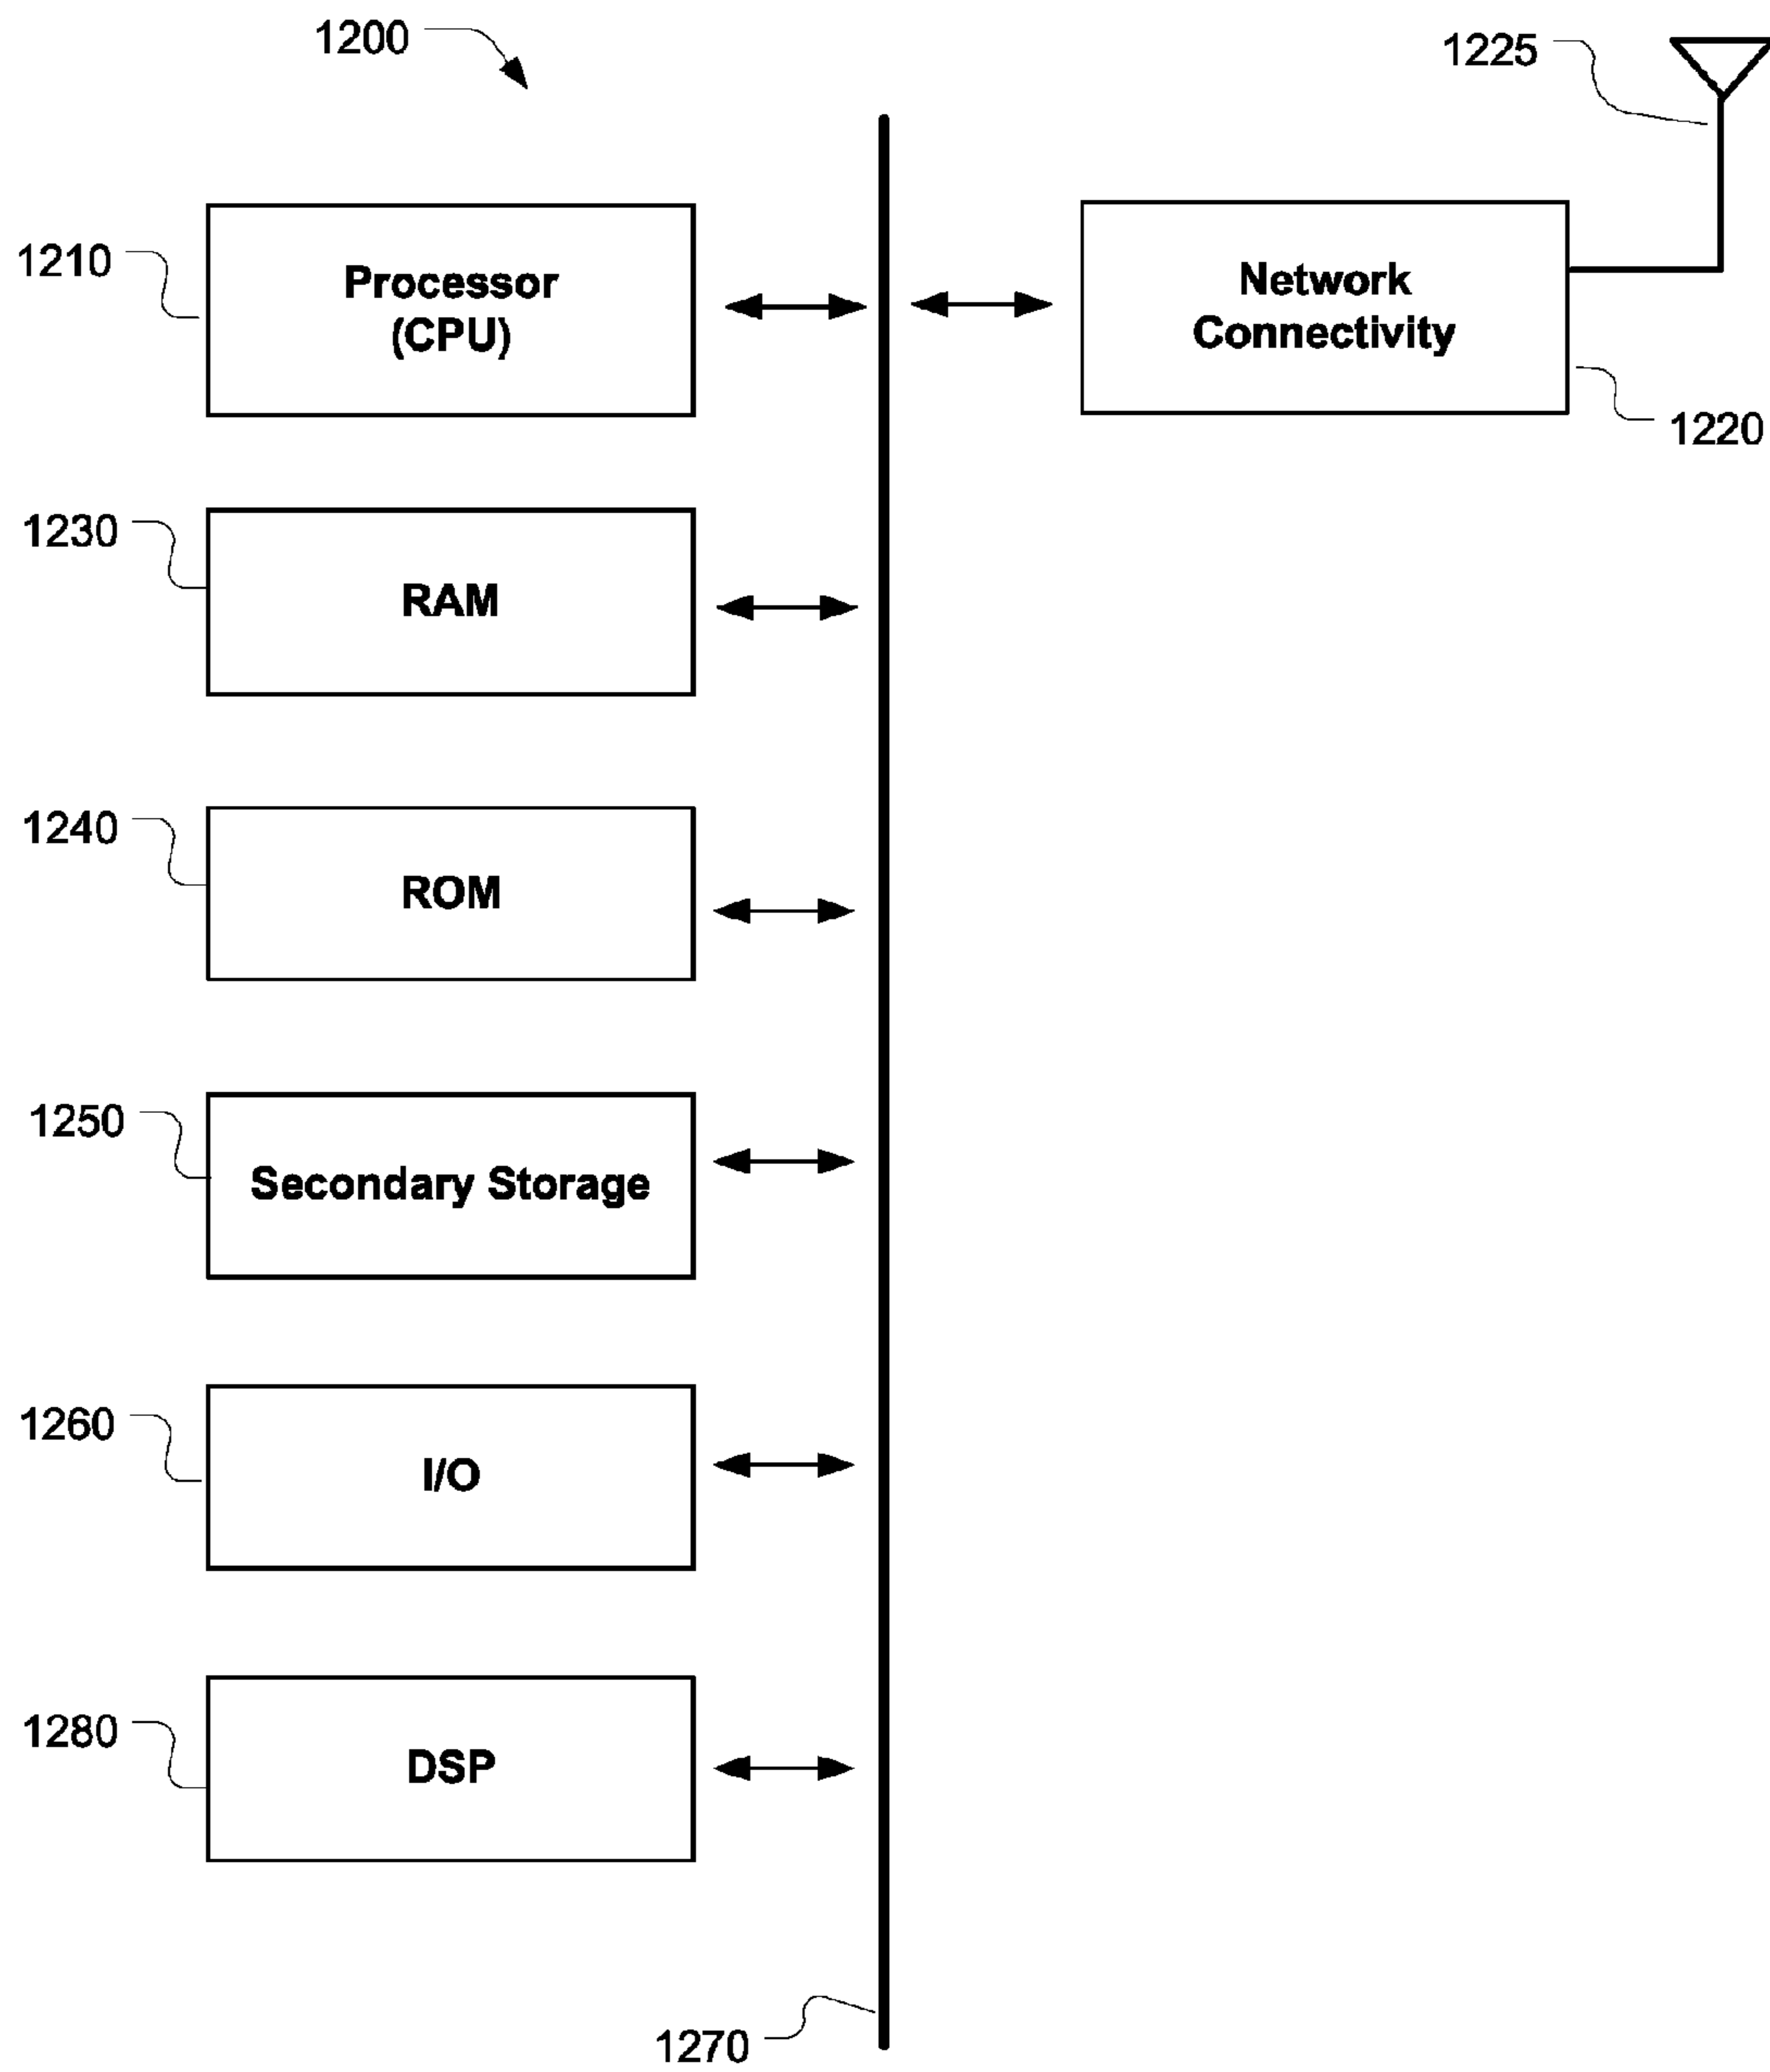 1200
1225
1210
Processor
(CPU)
Network
Connectivity
1220
1230
RAM
1240
ROM
1250
Secondary Storage
1260
I/O
1280
DSP
1270